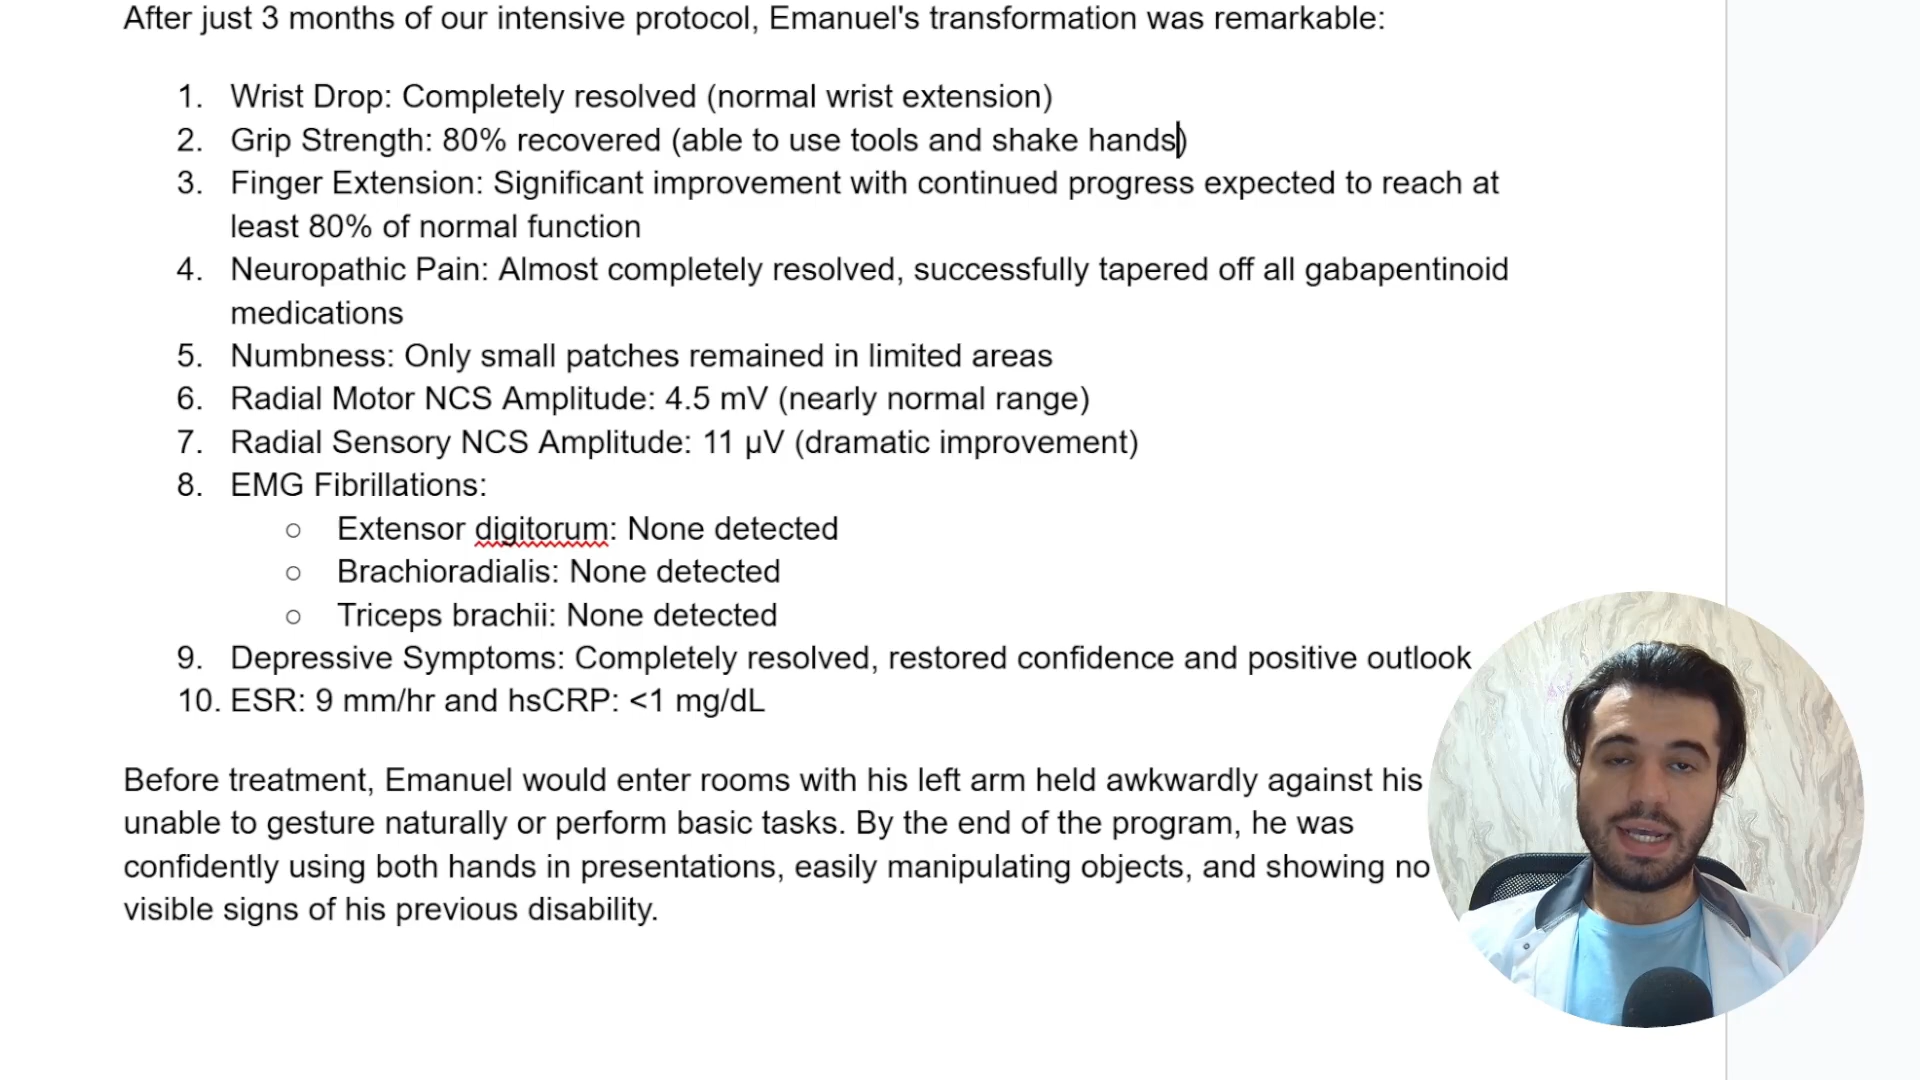 After just 3 months of our intensive protocol, Emanuel's transformation was remarkable:
1. Wrist Drop: Completely resolved (normal wrist extension)
2. Grip Strength: 80% recovered (able to use tools and shake hands)
3. Finger Extension: Significant improvement with continued progress expected to reach at
least 80% of normal function
4. Neuropathic Pain: Almost completely resolved, successfully tapered off all gabapentinoid
medications
5. Numbness: Only small patches remained in limited areas
6. Radial Motor NCS Amplitude: 4.5 mV (nearly normal range)
7. Radial Sensory NCS Amplitude: 11 µV (dramatic improvement)
8. EMG Fibrillations:
○ Extensor digitorum: None detected
○ Brachioradialis: None detected
○ Triceps brachii: None detected
9. Depressive Symptoms: Completely resolved, restored confidence and positive outlook
10. ESR: 9 mm/hr and hsCRP: <1 mg/dL
Before treatment, Emanuel would enter rooms with his left arm held awkwardly against his
unable to gesture naturally or perform basic tasks. By the end of the program, he was
confidently using both hands in presentations, easily manipulating objects, and showing no
visible signs of his previous disability.